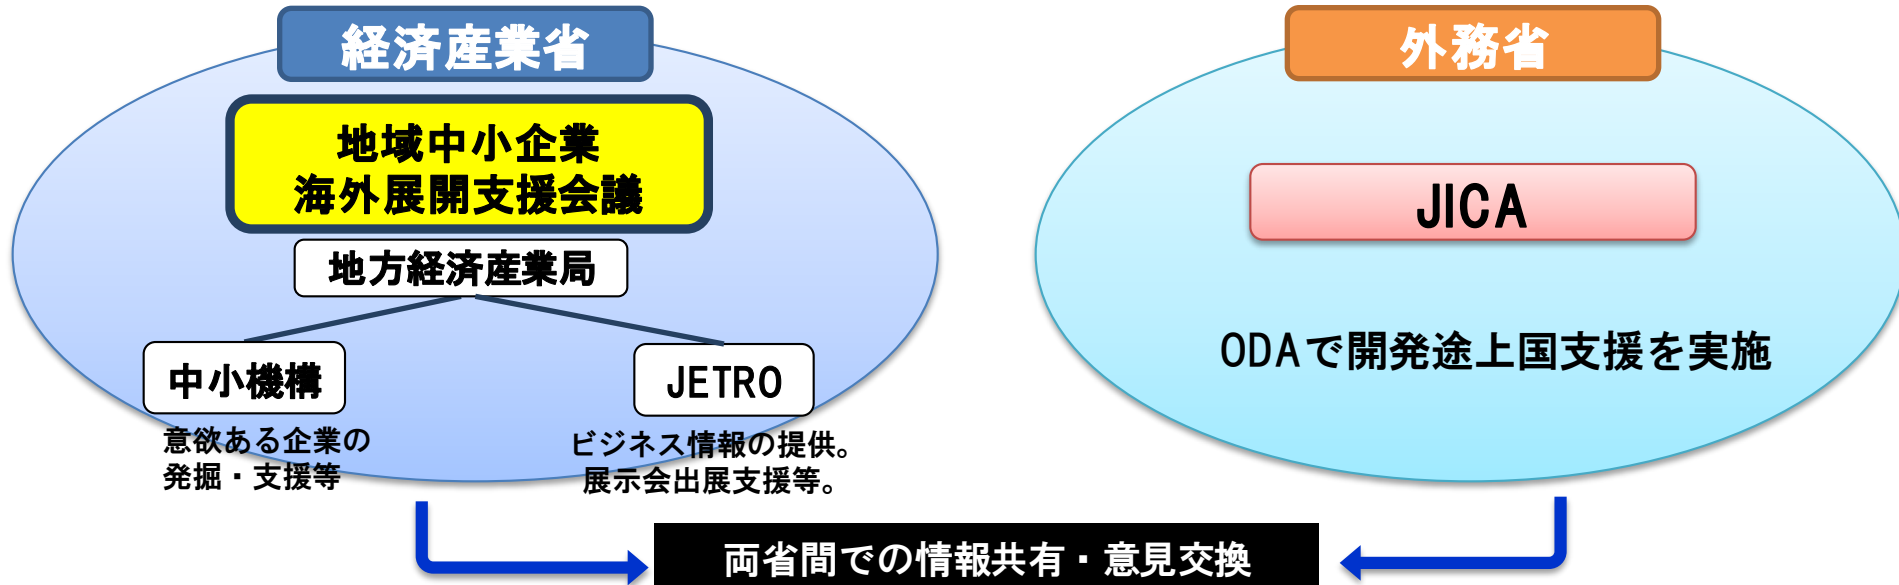 経済産業省
地域中小企業
海外展開支援会議
地方経済産業局
中小機構
意欲ある企業の
発掘・支援等
JETRO
ビジネス情報の提供。
展示会出展支援等。
外務省
JICA
ODAで開発途上国支援を実施
両省間での情報共有・意見交換